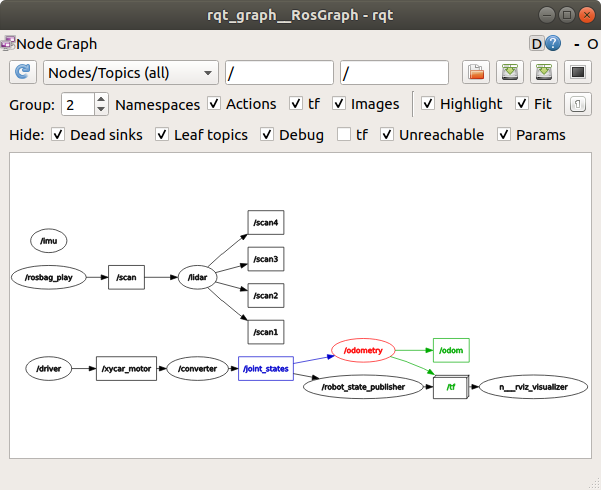 rqt_graph__RosGraph - rqt
Node Graph
D
?
- O
Nodes/Topics (all)
/
/
Group: 2 Namespaces Actions tf Images Highlight Fit
Hide: Dead sinks Leaf topics Debug tf Unreachable Params
/scan4
/imu
/scan3
/rosbag_play
/scan
/lidar
/scan2
/scan1
/odometry
/odom
/driver
/xycar_motor
/converter
/joint_states
/robot_state_publisher
/tf
n___rviz_visualizer